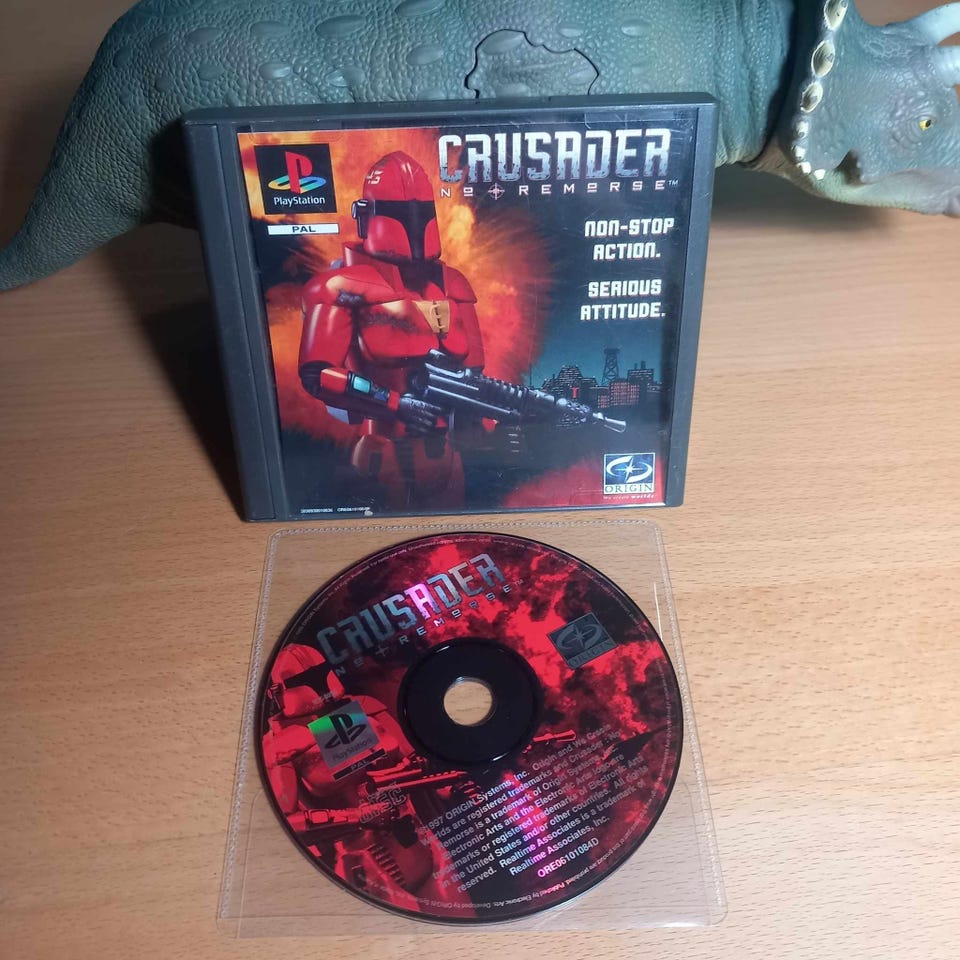 CRUSADER
NO REMORSE™
PlayStation
PAL
NON-STOP
ACTION.
SERIOUS
ATTITUDE.
ORIGIN
We create worlds
CRUSADER
NO REMORSE™
ORIGIN
PlayStation
PAL
1997 ORIGIN Systems, Inc. Origin and We Create
Worlds are registered trademarks and Crusader: No
Remorse is a trademark of Origin Systems, Inc.
Electronic Arts and the Electronic Arts logo are
trademarks or registered trademarks of Electronic Arts
in the United States and/or other countries. All rights
reserved. Realtime Associates is a trademark of
Realtime Associates, Inc.
ORE06101084D